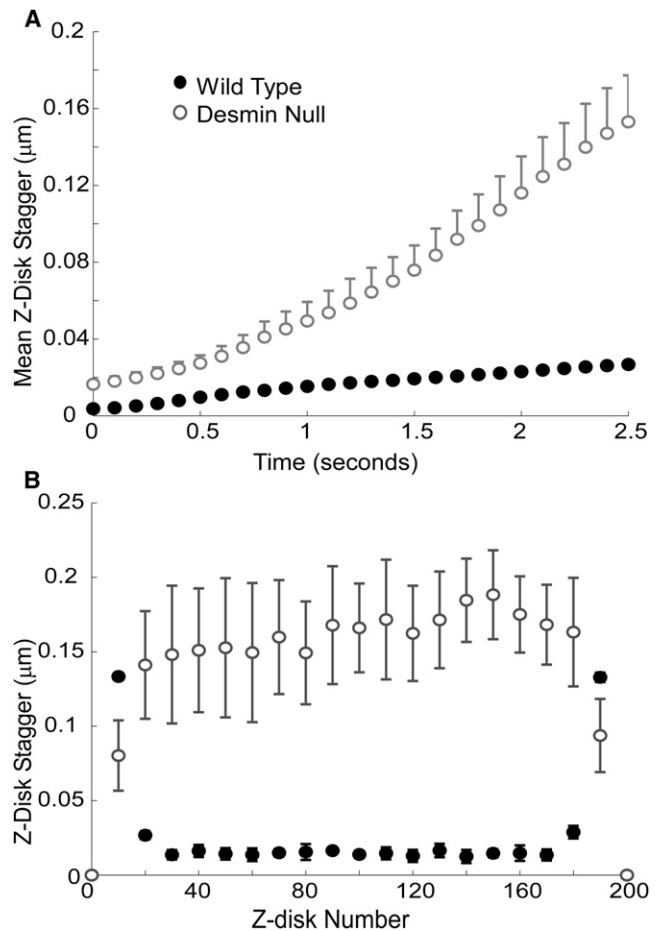 A
0.2
0.16
0.12
0.08
0.04
0
Mean Z-Disk Stagger (μm)
Wild Type
Desmin Null
0 0.5 1 1.5 2 2.5
Time (seconds)
B
0.25
0.2
0.15
0.1
0.05
0
Z-Disk Stagger (μm)
0 40 80 120 160 200
Z-disk Number